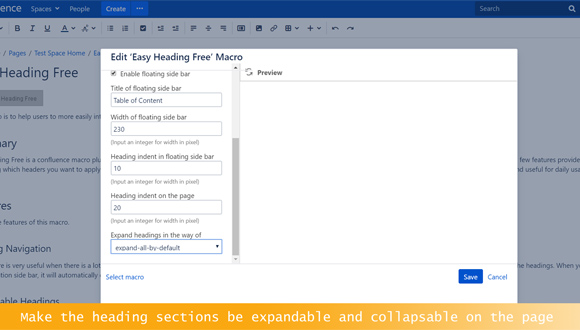 ence Spaces People Create ··· Search
B I U A
/ Pages / Test Space Home / Ea
Heading Free
Edit 'Easy Heading Free' Macro
Enable floating side bar
Preview
Title of floating side bar
Table of Content
Heading Free
Width of floating side bar
o is to help users to more easily int
230
(Input an integer for width in pixel)
ary
Heading indent in floating side bar
ing Free is a confluence macro plu
few features provide
10
g which headers you want to apply
d useful for daily usa
(Input an integer for width in pixel)
Heading indent on the page
res
20
e features of this macro.
(Input an integer for width in pixel)
Expand headings in the way of
g Navigation
expand-all-by-default
re is very useful when there is a lot
the headings. When yo
tion side bar, it will automatically
Select macro
Save Cancel
able Headings
Make the heading sections be expandable and collapsable on the page